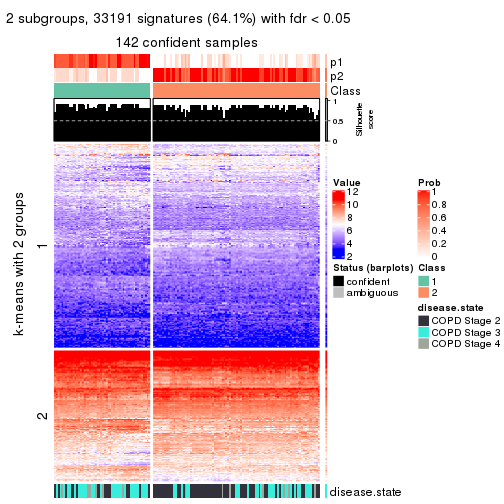 2 subgroups, 33191 signatures (64.1%) with fdr < 0.05
142 confident samples
p1
p2
Class
1
0.5
0
Silhouette
score
k-means with 2 groups
1
2
disease.state
Value
12
10
8
6
4
2
Prob
1
0.8
0.6
0.4
0.2
0
Status (barplots)
confident
ambiguous
Class
1
2
disease.state
COPD Stage 2
COPD Stage 3
COPD Stage 4